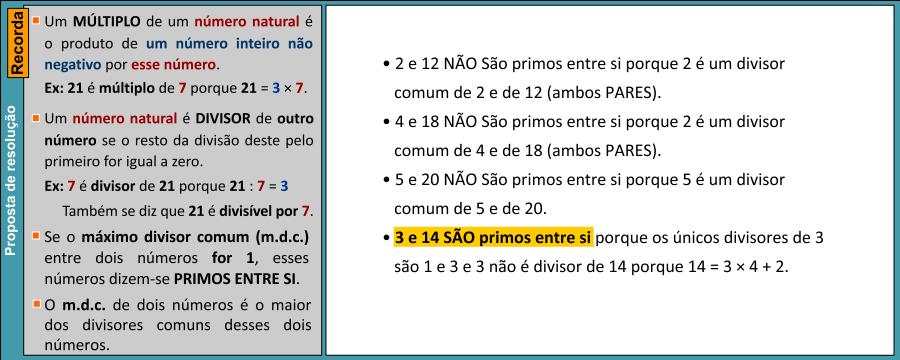 Recorda
Proposta de resolução
Um MÚLTIPLO de um número natural é
o produto de um número inteiro não
negativo por esse número.
Ex: 21 é múltiplo de 7 porque 21 = 3 × 7.
Um número natural é DIVISOR de outro
número se o resto da divisão deste pelo
primeiro for igual a zero.
Ex: 7 é divisor de 21 porque 21 : 7 = 3
Também se diz que 21 é divisível por 7.
Se o máximo divisor comum (m.d.c.)
entre dois números for 1, esses
números dizem-se PRIMOS ENTRE SI.
O m.d.c. de dois números é o maior
dos divisores comuns desses dois
números.
• 2 e 12 NÃO São primos entre si porque 2 é um divisor
comum de 2 e de 12 (ambos PARES).
• 4 e 18 NÃO São primos entre si porque 2 é um divisor
comum de 4 e de 18 (ambos PARES).
• 5 e 20 NÃO São primos entre si porque 5 é um divisor
comum de 5 e de 20.
• 3 e 14 SÃO primos entre si porque os únicos divisores de 3
são 1 e 3 e 3 não é divisor de 14 porque 14 = 3 × 4 + 2.